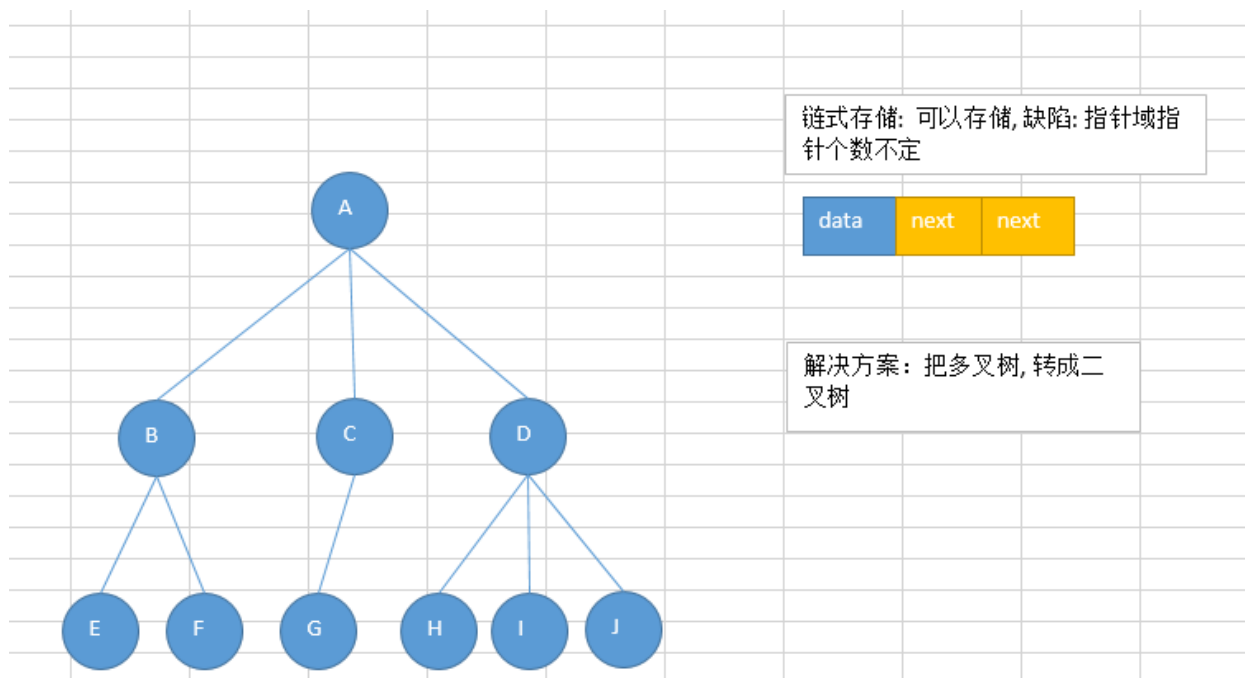 链式存储: 可以存储, 缺陷: 指针域指
针个数不定
A
data next next
解决方案：把多叉树, 转成二
叉树
B C D
E F G H I J